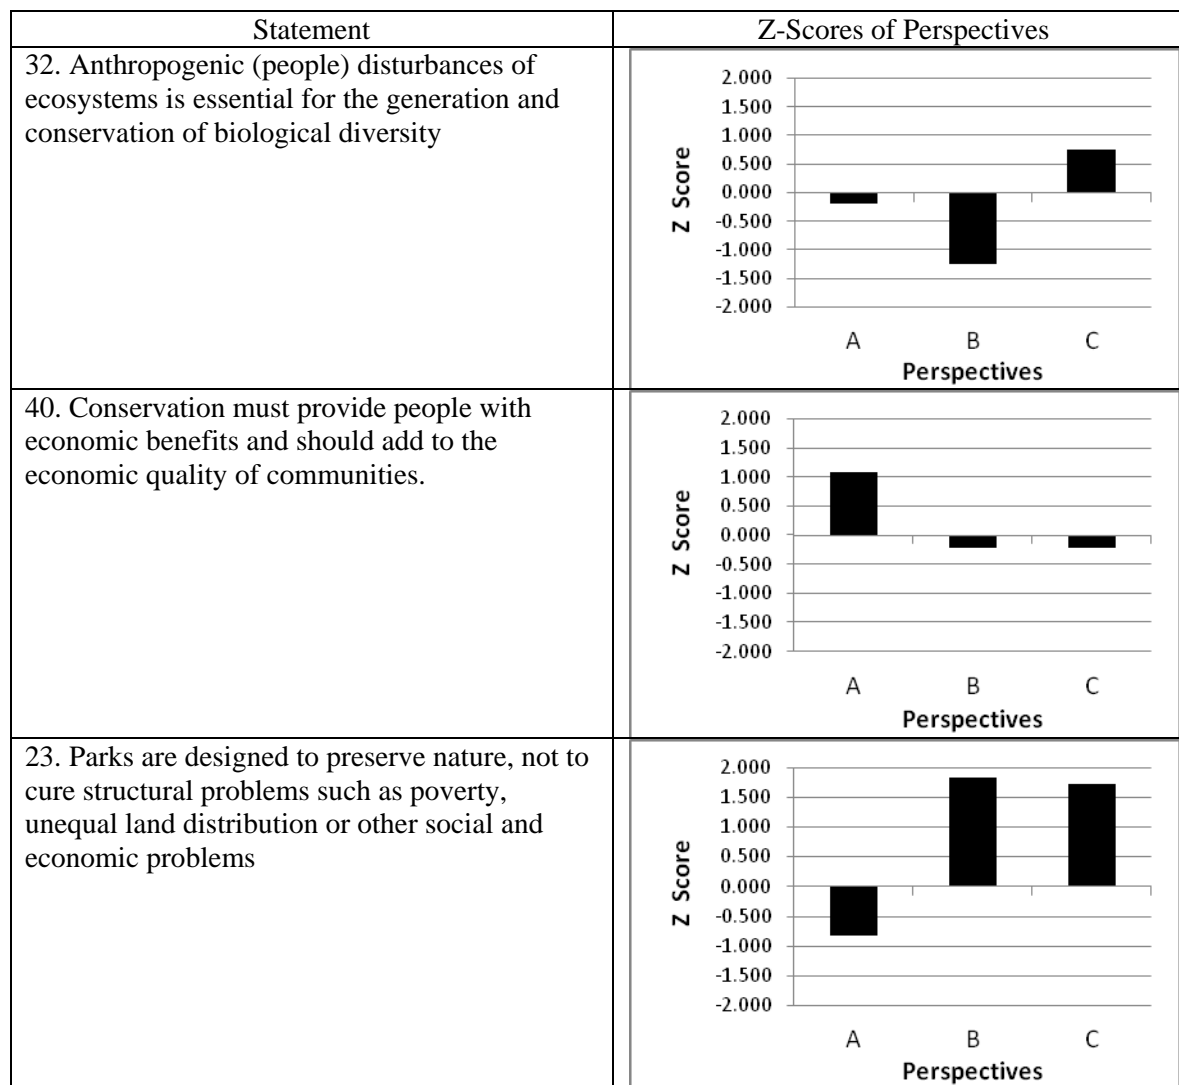 Statement
Z-Scores of Perspectives
32. Anthropogenic (people) disturbances of
ecosystems is essential for the generation and
conservation of biological diversity
2.000
1.500
1.000
0.500
0.000
-0.500
-1.000
-1.500
-2.000
Z Score
A B C
Perspectives
40. Conservation must provide people with
economic benefits and should add to the
economic quality of communities.
2.000
1.500
1.000
0.500
0.000
-0.500
-1.000
-1.500
-2.000
Z Score
A B C
Perspectives
23. Parks are designed to preserve nature, not to
cure structural problems such as poverty,
unequal land distribution or other social and
economic problems
2.000
1.500
1.000
0.500
0.000
-0.500
-1.000
-1.500
-2.000
Z Score
A B C
Perspectives